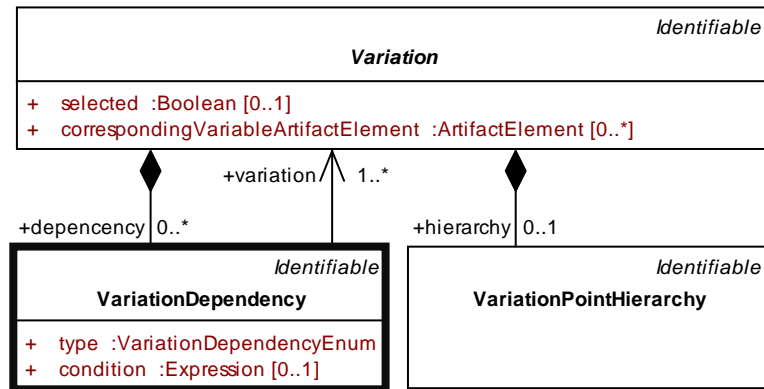 Identifiable
Variation
+ selected :Boolean [0..1]
+ correspondingVariableArtifactElement :ArtifactElement [0..*]
+variation 1..*
+depencency 0..*
+hierarchy 0..1
Identifiable
VariationDependency
+ type :VariationDependencyEnum
+ condition :Expression [0..1]
Identifiable
VariationPointHierarchy